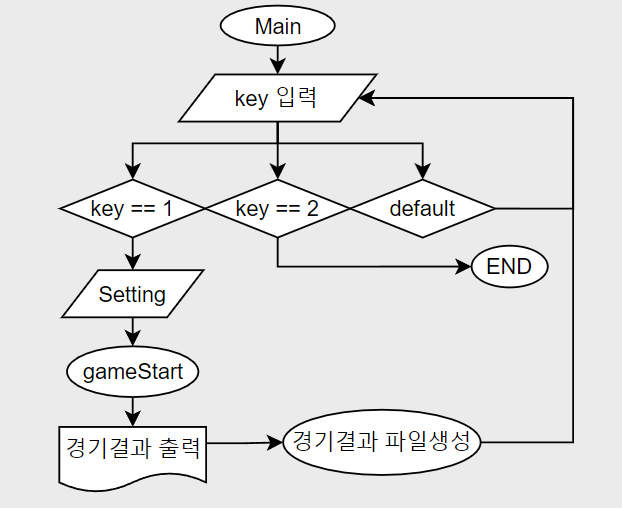 Main
key 입력
key == 1
key == 2
default
END
Setting
gameStart
경기결과 출력
경기결과 파일생성